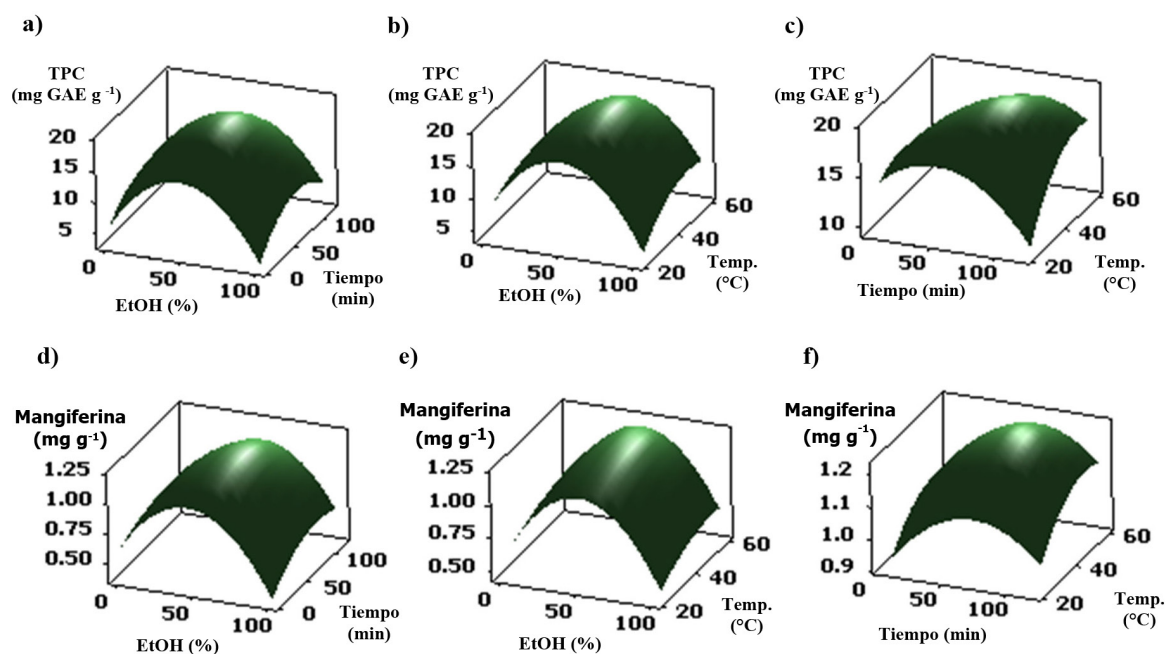 a)
TPC
(mg GAE g -1)
20
15
10
5
0
50
100
EtOH (%)
0
50
100
Tiempo
(min)
b)
TPC
(mg GAE g -1)
20
15
10
5
0
50
100
EtOH (%)
20
40
60
Temp.
(°C)
c)
TPC
(mg GAE g -1)
20
15
10
0
50
100
Tiempo (min)
20
40
60
Temp.
(°C)
d)
Mangiferina
(mg g-1)
1.25
1.00
0.75
0.50
0
50
100
EtOH (%)
0
50
100
Tiempo
(min)
e)
Mangiferina
(mg g-1)
1.25
1.00
0.75
0.50
0
50
100
EtOH (%)
20
40
60
Temp.
(°C)
f)
Mangiferina
(mg g-1)
1.2
1.1
1.0
0.9
0
50
100
Tiempo (min)
20
40
60
Temp.
(°C)